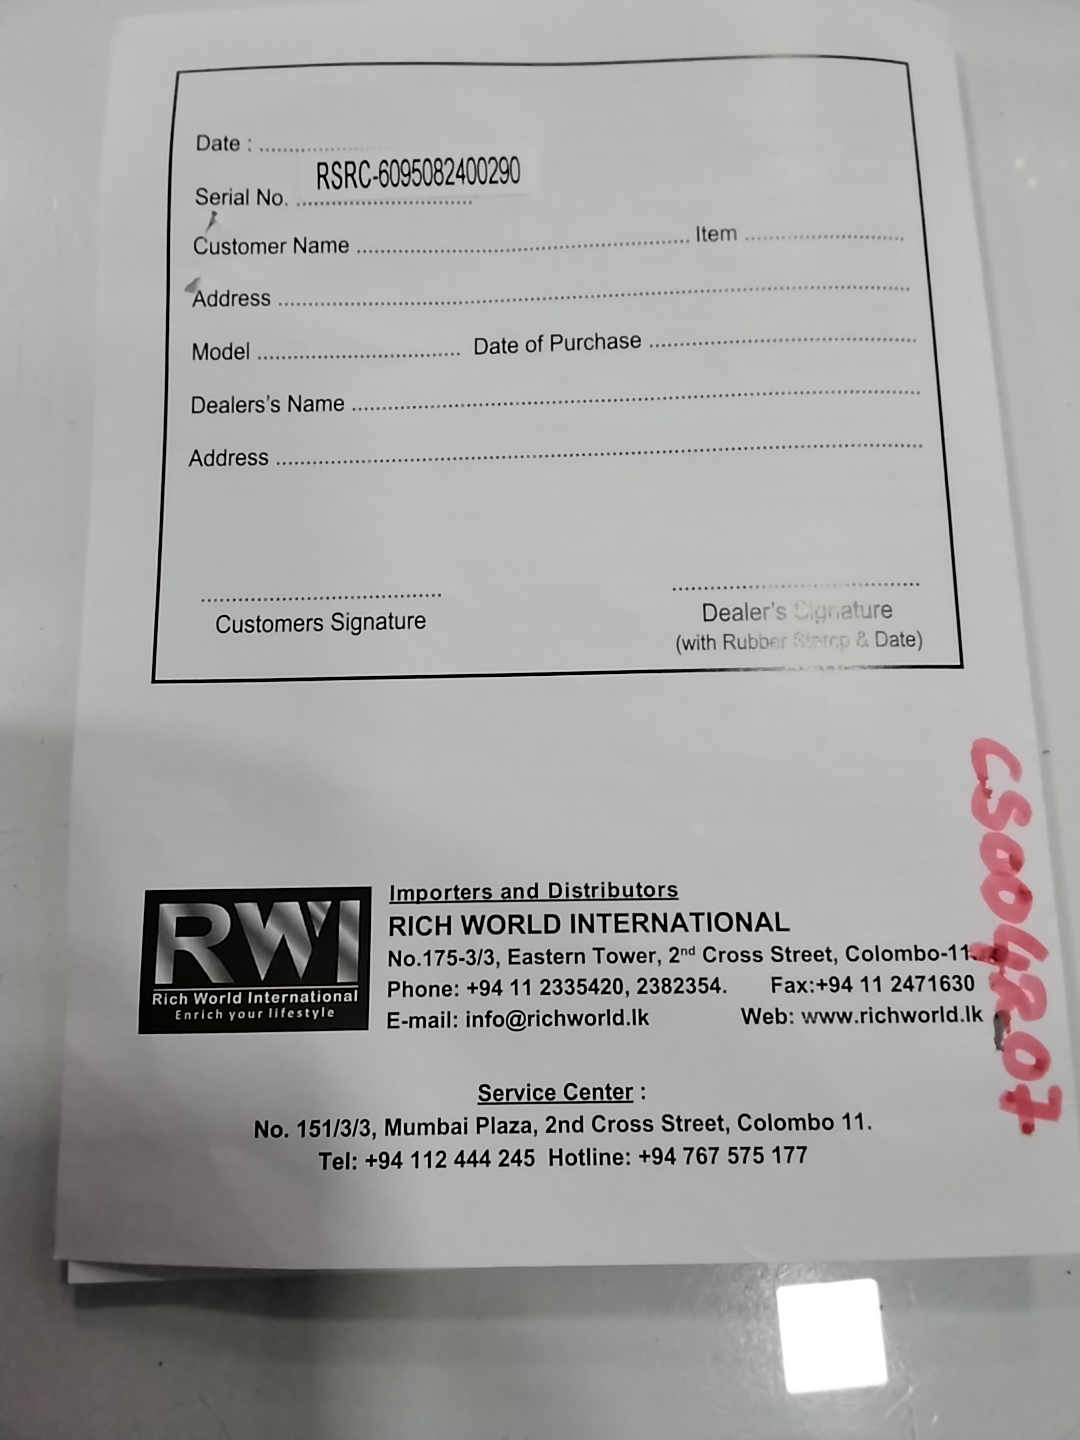 Date : ..............................
RSRC-6095082400290
Serial No. ..............................
Customer Name .................................................. Item ..............................
Address ....................................................................................................
Model .............................. Date of Purchase ........................................
Dealers's Name ........................................................................................
Address ....................................................................................................
Customers Signature
Dealer's Signature
(with Rubber Stamp & Date)
RWI
Rich World International
Enrich your lifestyle
Importers and Distributors
RICH WORLD INTERNATIONAL
No.175-3/3, Eastern Tower, 2nd Cross Street, Colombo-11.
Phone: +94 11 2335420, 2382354. Fax:+94 11 2471630
E-mail: info@richworld.lk Web: www.richworld.lk
Service Center :
No. 151/3/3, Mumbai Plaza, 2nd Cross Street, Colombo 11.
Tel: +94 112 444 245 Hotline: +94 767 575 177